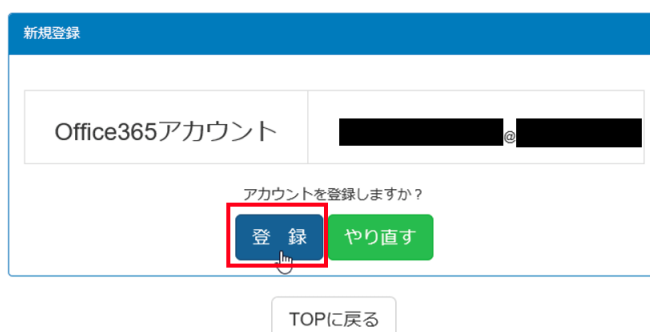 新規登録
Office365アカウント
@
アカウントを登録しますか？
登　録
やり直す
TOPに戻る